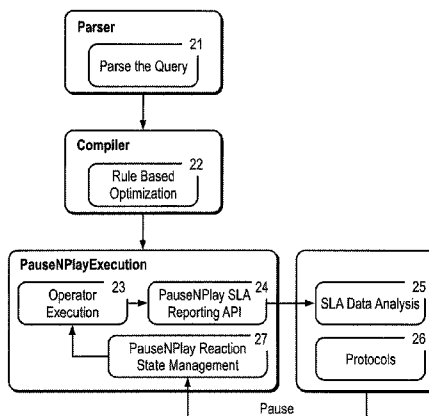 Parser
21
Parse the Query
Compiler
22
Rule Based
Optimization
PauseNPlayExecution
23
Operator
Execution
24
PauseNPlay SLA
Reporting API
25
SLA Data Analysis
27
PauseNPlay Reaction
State Management
26
Protocols
Pause